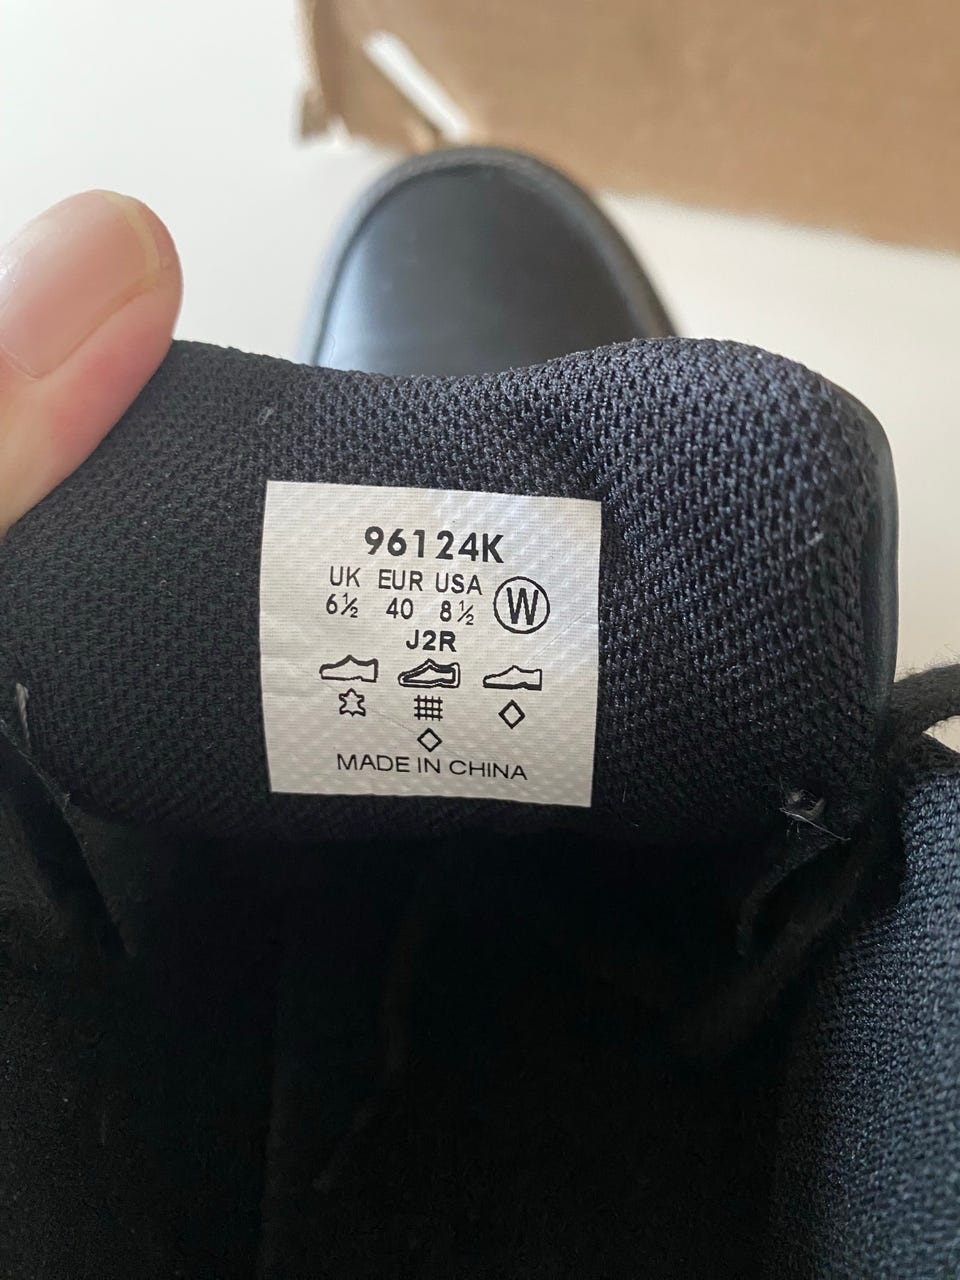 96124K
UK EUR USA
6½ 40 8½ W
J2R
MADE IN CHINA